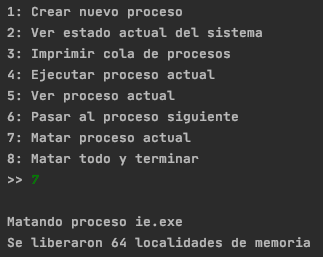 1: Crear nuevo proceso
2: Ver estado actual del sistema
3: Imprimir cola de procesos
4: Ejecutar proceso actual
5: Ver proceso actual
6: Pasar al proceso siguiente
7: Matar proceso actual
8: Matar todo y terminar
>> 7
Matando proceso ie.exe
Se liberaron 64 localidades de memoria